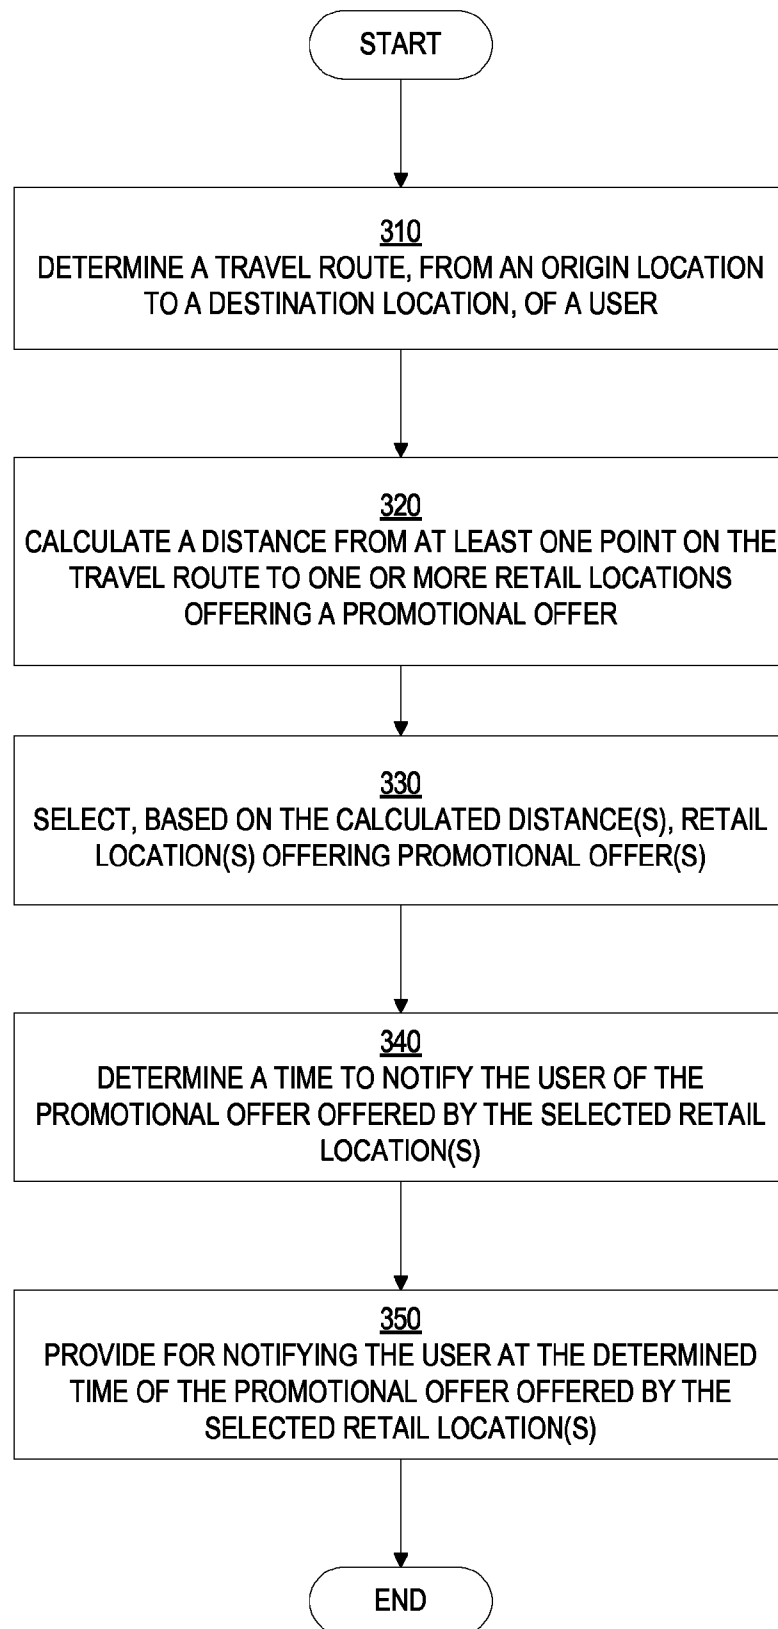 START
310
DETERMINE A TRAVEL ROUTE, FROM AN ORIGIN LOCATION
TO A DESTINATION LOCATION, OF A USER
320
CALCULATE A DISTANCE FROM AT LEAST ONE POINT ON THE
TRAVEL ROUTE TO ONE OR MORE RETAIL LOCATIONS
OFFERING A PROMOTIONAL OFFER
330
SELECT, BASED ON THE CALCULATED DISTANCE(S), RETAIL
LOCATION(S) OFFERING PROMOTIONAL OFFER(S)
340
DETERMINE A TIME TO NOTIFY THE USER OF THE
PROMOTIONAL OFFER OFFERED BY THE SELECTED RETAIL
LOCATION(S)
350
PROVIDE FOR NOTIFYING THE USER AT THE DETERMINED
TIME OF THE PROMOTIONAL OFFER OFFERED BY THE
SELECTED RETAIL LOCATION(S)
END